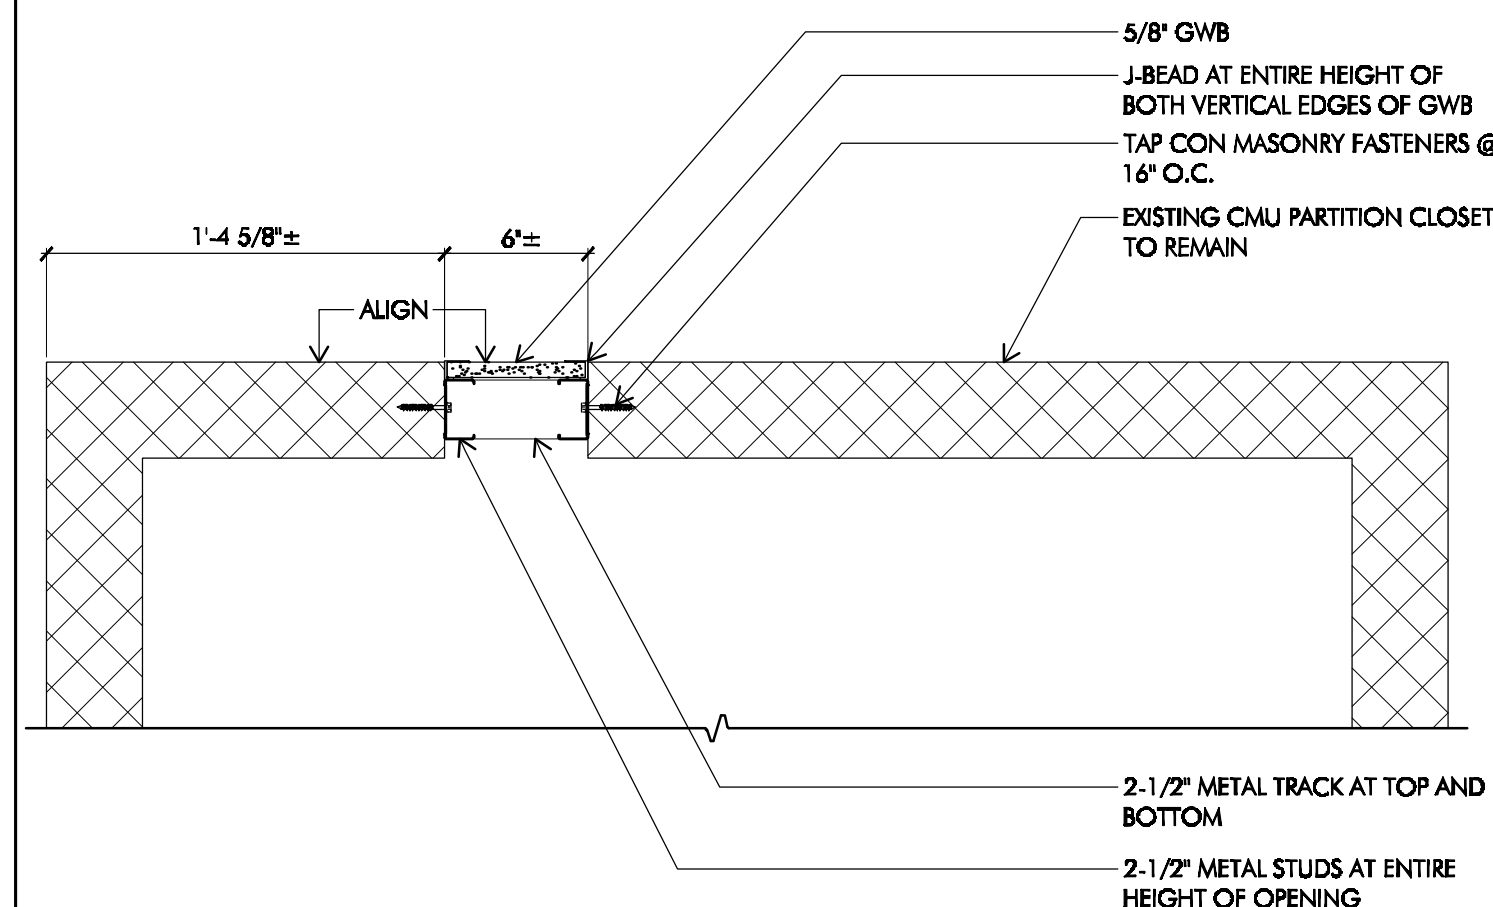 5/8" GWB
J-BEAD AT ENTIRE HEIGHT OF
BOTH VERTICAL EDGES OF GWB
TAP CON MASONRY FASTENERS @
16" O.C.
EXISTING CMU PARTITION CLOSET
TO REMAIN
1'-4 5/8"±
6"±
ALIGN
2-1/2" METAL TRACK AT TOP AND
BOTTOM
2-1/2" METAL STUDS AT ENTIRE
HEIGHT OF OPENING